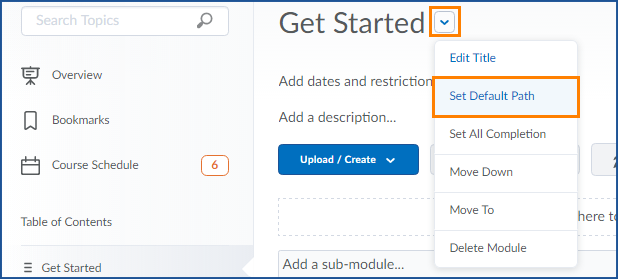 Search Topics
Overview
Bookmarks
Course Schedule
6
Table of Contents
Get Started
Get Started
Add dates and restriction
Add a description...
Upload / Create
Edit Title
Set Default Path
Set All Completion
Move Down
Move To
Delete Module
here to
Add a sub-module...